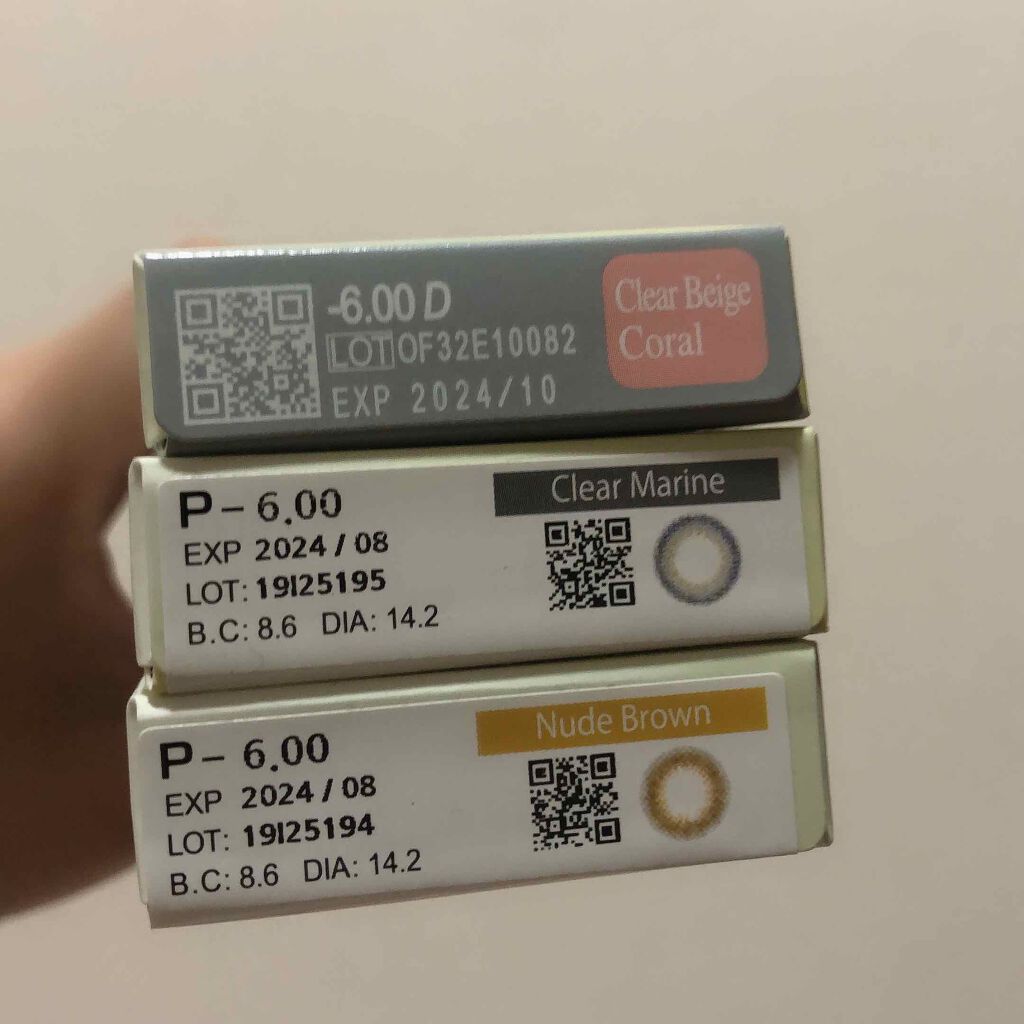 -6.00 D
LOT 0F32E10082
EXP 2024/10
Clear Beige
Coral
P – 6.00
EXP 2024 / 08
LOT: 19I25195
B.C: 8.6 DIA: 14.2
Clear Marine
P – 6.00
EXP 2024 / 08
LOT: 19I25194
B.C: 8.6 DIA: 14.2
Nude Brown